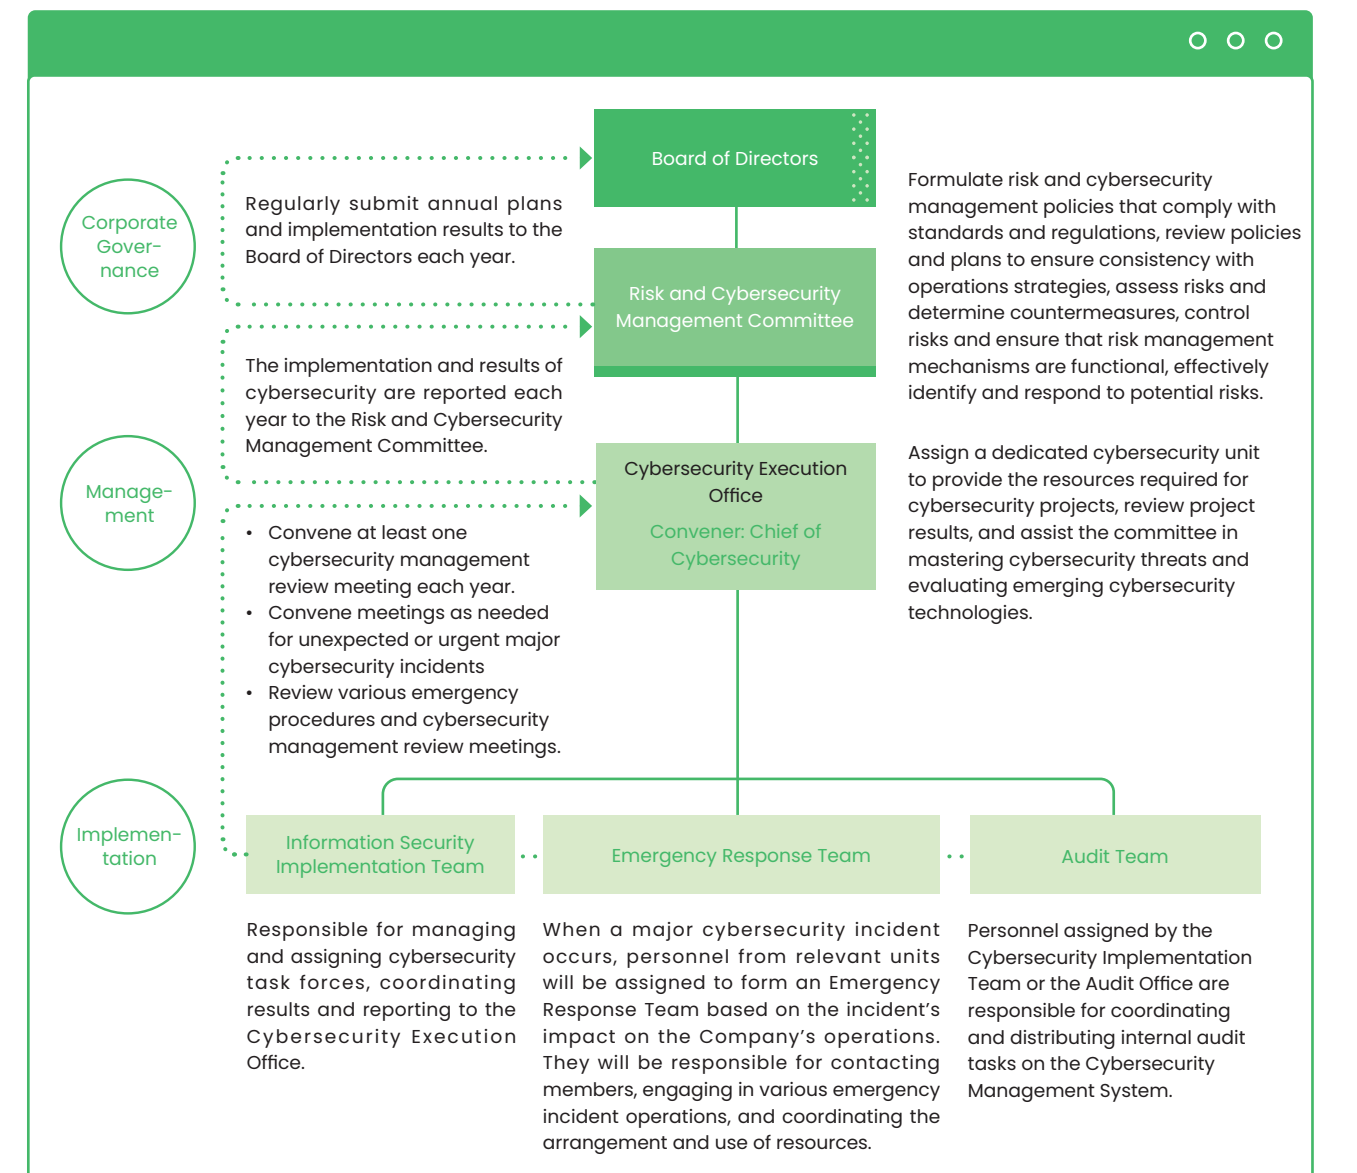 Board of Directors
Corporate
Gover-
nance
Regularly submit annual plans
and implementation results to the
Board of Directors each year.
Risk and Cybersecurity
Management Committee
Formulate risk and cybersecurity
management policies that comply with
standards and regulations, review policies
and plans to ensure consistency with
operations strategies, assess risks and
determine countermeasures, control
risks and ensure that risk management
mechanisms are functional, effectively
identify and respond to potential risks.
The implementation and results of
cybersecurity are reported each
year to the Risk and Cybersecurity
Management Committee.
Manage-
ment
Cybersecurity Execution
Office
Convener: Chief of
Cybersecurity
Assign a dedicated cybersecurity unit
to provide the resources required for
cybersecurity projects, review project
results, and assist the committee in
mastering cybersecurity threats and
evaluating emerging cybersecurity
technologies.
• Convene at least one
cybersecurity management
review meeting each year.
• Convene meetings as needed
for unexpected or urgent major
cybersecurity incidents
• Review various emergency
procedures and cybersecurity
management review meetings.
Implemen-
tation
Information Security
Implementation Team
Emergency Response Team
Audit Team
Responsible for managing
and assigning cybersecurity
task forces, coordinating
results and reporting to the
Cybersecurity Execution
Office.
When a major cybersecurity incident
occurs, personnel from relevant units
will be assigned to form an Emergency
Response Team based on the incident’s
impact on the Company’s operations.
They will be responsible for contacting
members, engaging in various emergency
incident operations, and coordinating the
arrangement and use of resources.
Personnel assigned by the
Cybersecurity Implementation
Team or the Audit Office are
responsible for coordinating
and distributing internal audit
tasks on the Cybersecurity
Management System.